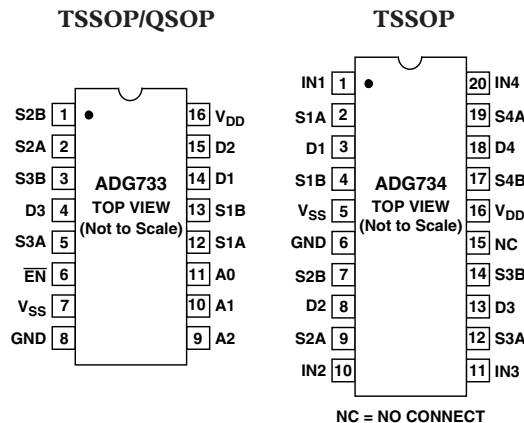 TSSOP/QSOP
S2B 1 16 VDD
S2A 2 15 D2
S3B 3 14 D1
D3 4 13 S1B
S3A 5 12 S1A
EN 6 11 A0
VSS 7 10 A1
GND 8 9 A2
ADG733
TOP VIEW
(Not to Scale)
TSSOP
IN1 1 20 IN4
S1A 2 19 S4A
D1 3 18 D4
S1B 4 17 S4B
VSS 5 16 VDD
GND 6 15 NC
S2B 7 14 S3B
D2 8 13 D3
S2A 9 12 S3A
IN2 10 11 IN3
ADG734
TOP VIEW
(Not to Scale)
NC = NO CONNECT